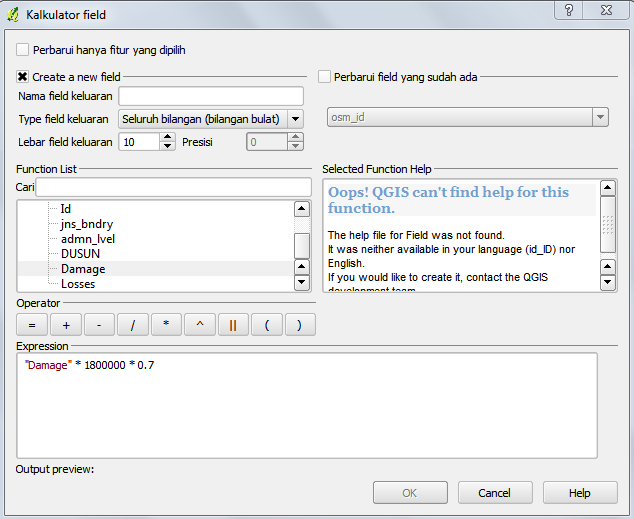 Kalkulator field
Perbarui hanya fitur yang dipilih
Create a new field
Perbarui field yang sudah ada
Nama field keluaran
Type field keluaran Seluruh bilangan (bilangan bulat)
osm_id
Lebar field keluaran 10 Presisi 0
Function List
Selected Function Help
Cari
Id
jns_bndry
admn_lvel
DUSUN
Damage
Losses
Oops! QGIS can't find help for this
function.
The help file for Field was not found.
It was neither available in your language (id_ID) nor
English.
If you would like to create it, contact the QGIS
development team.
Operator
= + - / * ^ || ( )
Expression
"Damage" * 1800000 * 0.7
Output preview:
OK Cancel Help